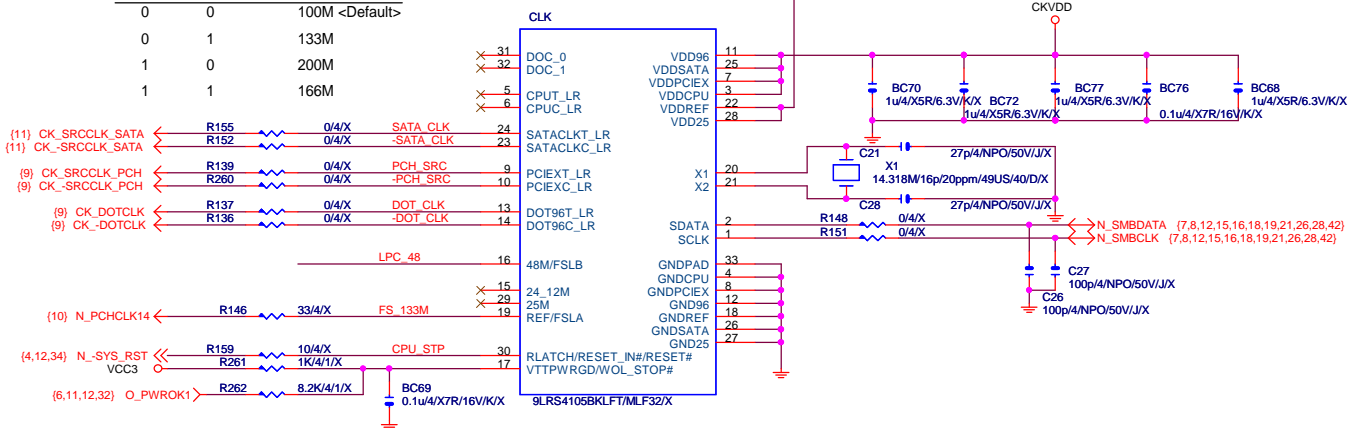 0 0 100M <Default>
0 1 133M
1 0 200M
1 1 166M
CLK
CKVDD
31 DOC_0
32 DOC_1
5 CPUT_LR
6 CPUC_LR
{11} CK_SRCCLK_SATA R155 0/4/X SATA_CLK 24 SATACLKT_LR
{11} CK_-SRCCLK_SATA R152 0/4/X -SATA_CLK 23 SATACLKC_LR
{9} CK_SRCCLK_PCH R139 0/4/X PCH_SRC 9 PCIEXT_LR
{9} CK_-SRCCLK_PCH R260 0/4/X -PCH_SRC 10 PCIEXC_LR
{9} CK_DOTCLK R137 0/4/X DOT_CLK 13 DOT96T_LR
{9} CK_-DOTCLK R136 0/4/X -DOT_CLK 14 DOT96C_LR
LPC_48 16 48M/FSLB
15 24_12M
29 25M
{10} N_PCHCLK14 R146 33/4/X FS_133M 19 REF/FSLA
{4,12,34} N_-SYS_RST R159 10/4/X CPU_STP 30 RLATCH/RESET_IN#/RESET#
VCC3 R261 1K/4/1/X 17 VTTPWRGD/WOL_STOP#
{6,11,12,32} O_PWROK1 R262 8.2K/4/1/X
BC69
0.1u/4/X7R/16V/K/X
9LRS4105BKLFT/MLF32/X
VDD96 11
VDDSATA 25
VDDPCIEX 7
VDDCPU 3
VDDREF 22
VDD25 28
BC70
1u/4/X5R/6.3V/K/X
BC72
1u/4/X5R/6.3V/K/X
BC77
1u/4/X5R/6.3V/K/X
BC76
0.1u/4/X7R/16V/K/X
BC68
1u/4/X5R/6.3V/K/X
X1 20
X2 21
C21 27p/4/NPO/50V/J/X
X1
14.318M/16p/20ppm/49US/40/D/X
C28 27p/4/NPO/50V/J/X
SDATA 2 R148 0/4/X N_SMBDATA {7,8,12,15,16,18,19,21,26,28,42}
SCLK 1 R151 0/4/X N_SMBCLK {7,8,12,15,16,18,19,21,26,28,42}
C27
100p/4/NPO/50V/J/X
C26
100p/4/NPO/50V/J/X
GNDPAD 33
GNDCPU 4
GNDPCIEX 8
GND96 12
GNDREF 18
GNDSATA 26
GND25 27